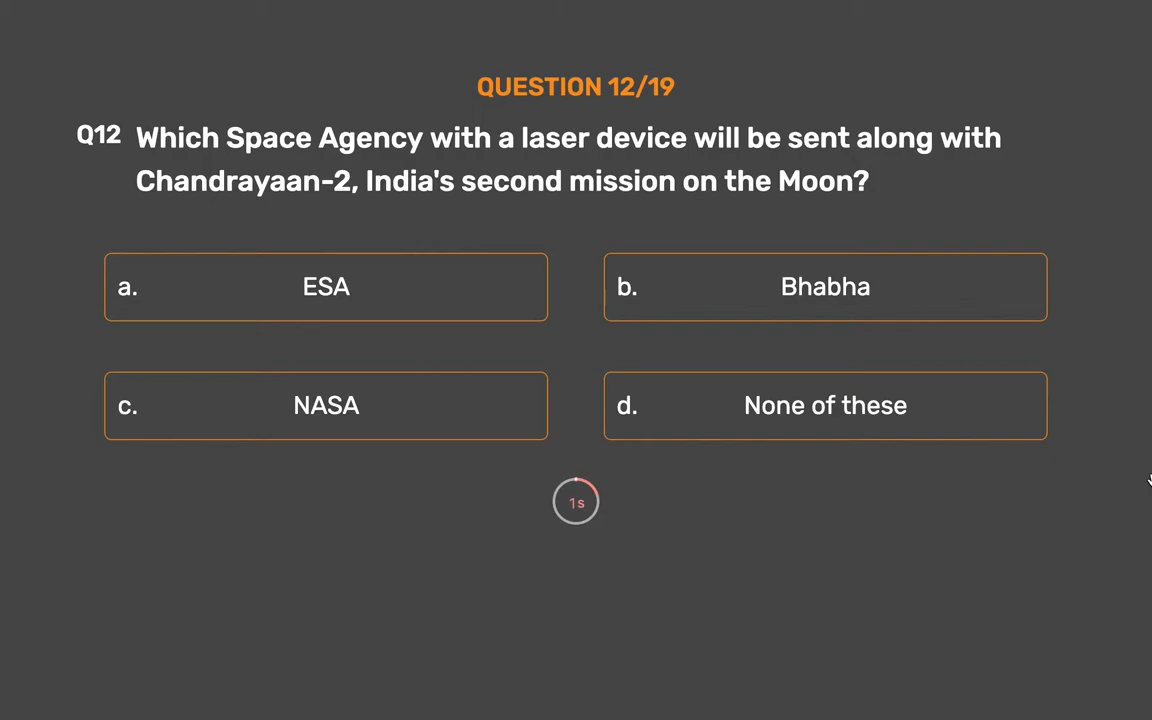 QUESTION 12/19
Q12 Which Space Agency with a laser device will be sent along with
Chandrayaan-2, India's second mission on the Moon?
a. ESA
b. Bhabha
c. NASA
d. None of these
1s